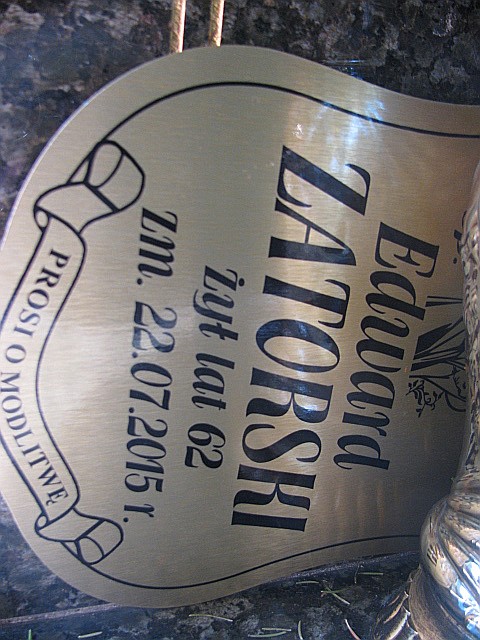 Edward
ZATORSKI
żył lat 62
zm. 22.07.2015 r.
PROSI O MODLITWĘ